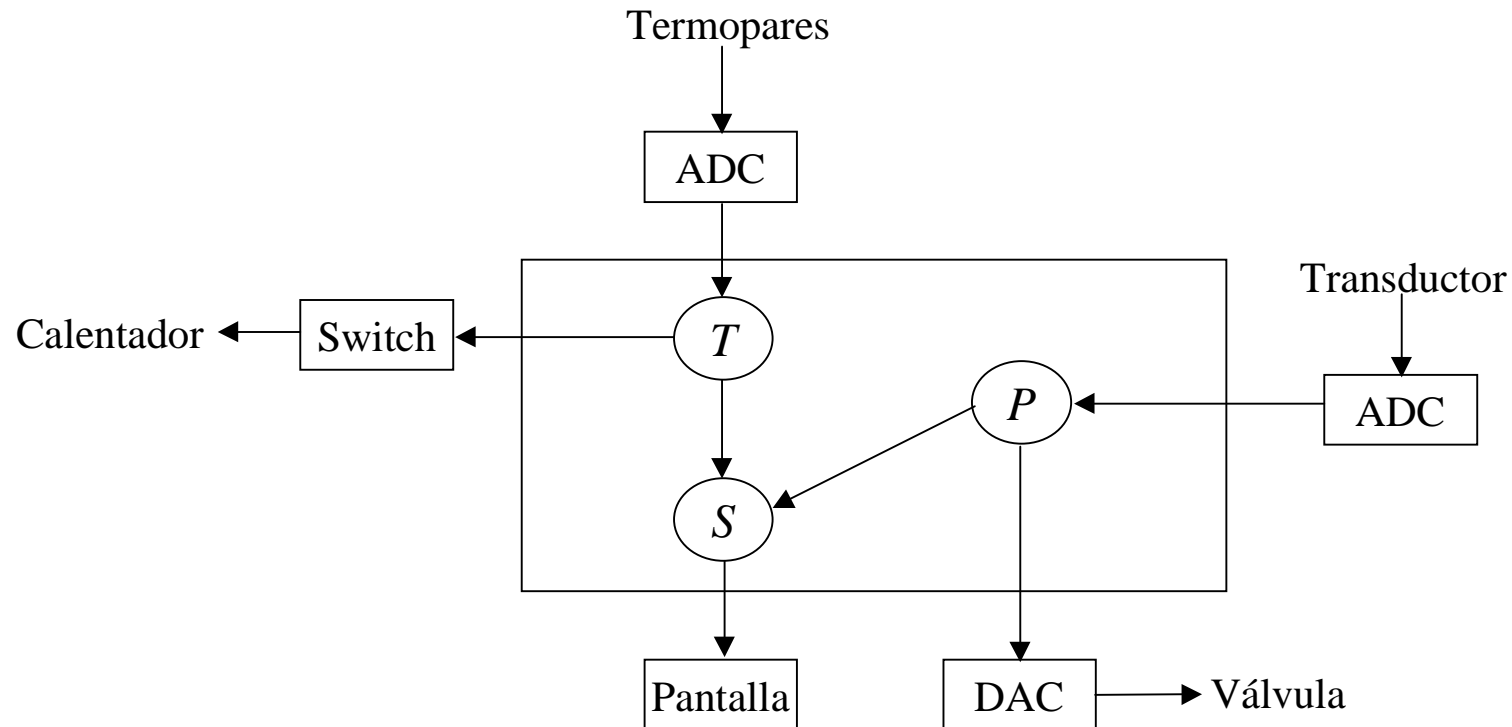 Termopares
ADC
Transductor
Calentador
Switch
T
P
ADC
S
Pantalla
DAC
Válvula